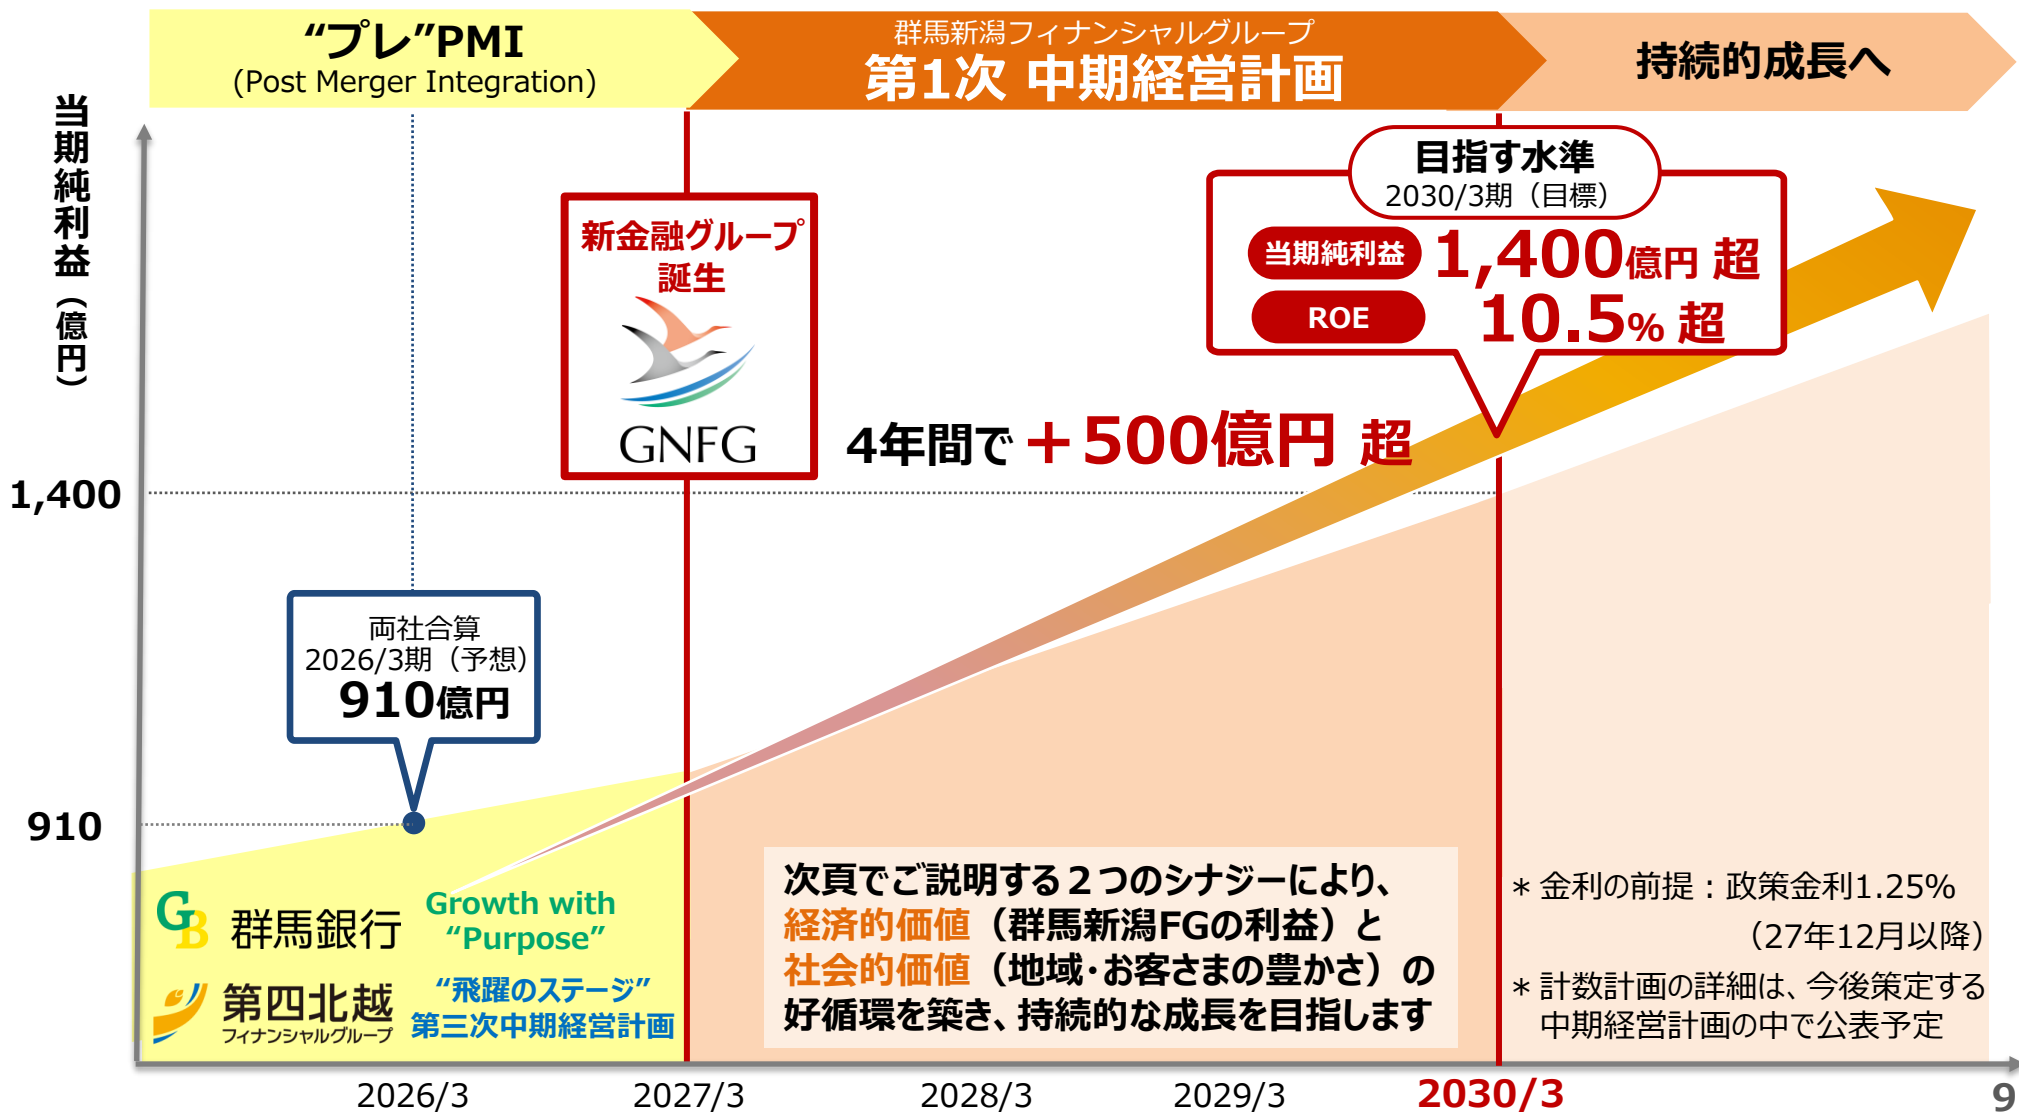 “プレ”PMI
(Post Merger Integration)
群馬新潟フィナンシャルグループ
第1次 中期経営計画
持続的成長へ
当期純利益（億円）
目指す水準
2030/3期（目標）
当期純利益 1,400億円 超
ROE 10.5% 超
新金融グループ
誕生
GNFG
4年間で＋500億円 超
1,400
両社合算
2026/3期（予想）
910億円
910
GB 群馬銀行
Growth with
“Purpose”
第四北越
フィナンシャルグループ
“飛躍のステージ”
第三次中期経営計画
次頁でご説明する２つのシナジーにより、
経済的価値（群馬新潟FGの利益）と
社会的価値（地域・お客さまの豊かさ）の
好循環を築き、持続的な成長を目指します
＊金利の前提：政策金利1.25%
（27年12月以降）
＊計数計画の詳細は、今後策定する
中期経営計画の中で公表予定
2026/3
2027/3
2028/3
2029/3
2030/3
9